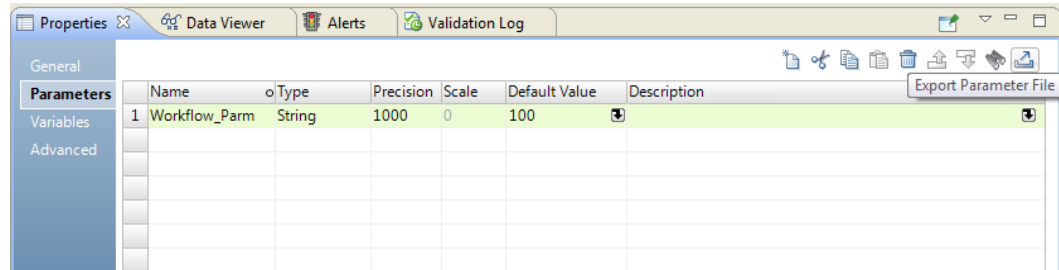 Properties Data Viewer Alerts Validation Log
General
Parameters
Variables
Advanced
Export Parameter File
Name Type Precision Scale Default Value Description
1 Workflow_Parm String 1000 0 100